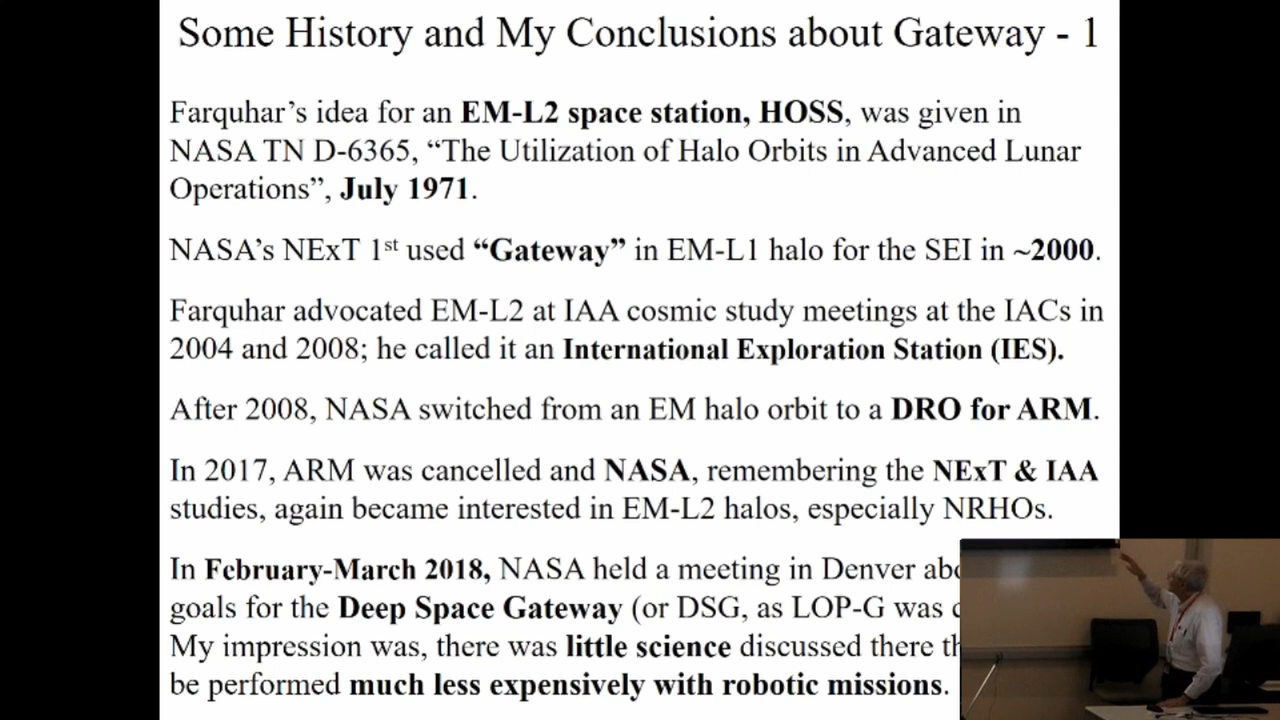 Some History and My Conclusions about Gateway - 1
Farquhar’s idea for an EM-L2 space station, HOSS, was given in
NASA TN D-6365, “The Utilization of Halo Orbits in Advanced Lunar
Operations”, July 1971.
NASA’s NExT 1st used “Gateway” in EM-L1 halo for the SEI in ~2000.
Farquhar advocated EM-L2 at IAA cosmic study meetings at the IACs in
2004 and 2008; he called it an International Exploration Station (IES).
After 2008, NASA switched from an EM halo orbit to a DRO for ARM.
In 2017, ARM was cancelled and NASA, remembering the NExT & IAA
studies, again became interested in EM-L2 halos, especially NRHOs.
In February-March 2018, NASA held a meeting in Denver
goals for the Deep Space Gateway (or DSG, as LOP-G was
My impression was, there was little science discussed there
be performed much less expensively with robotic missions.